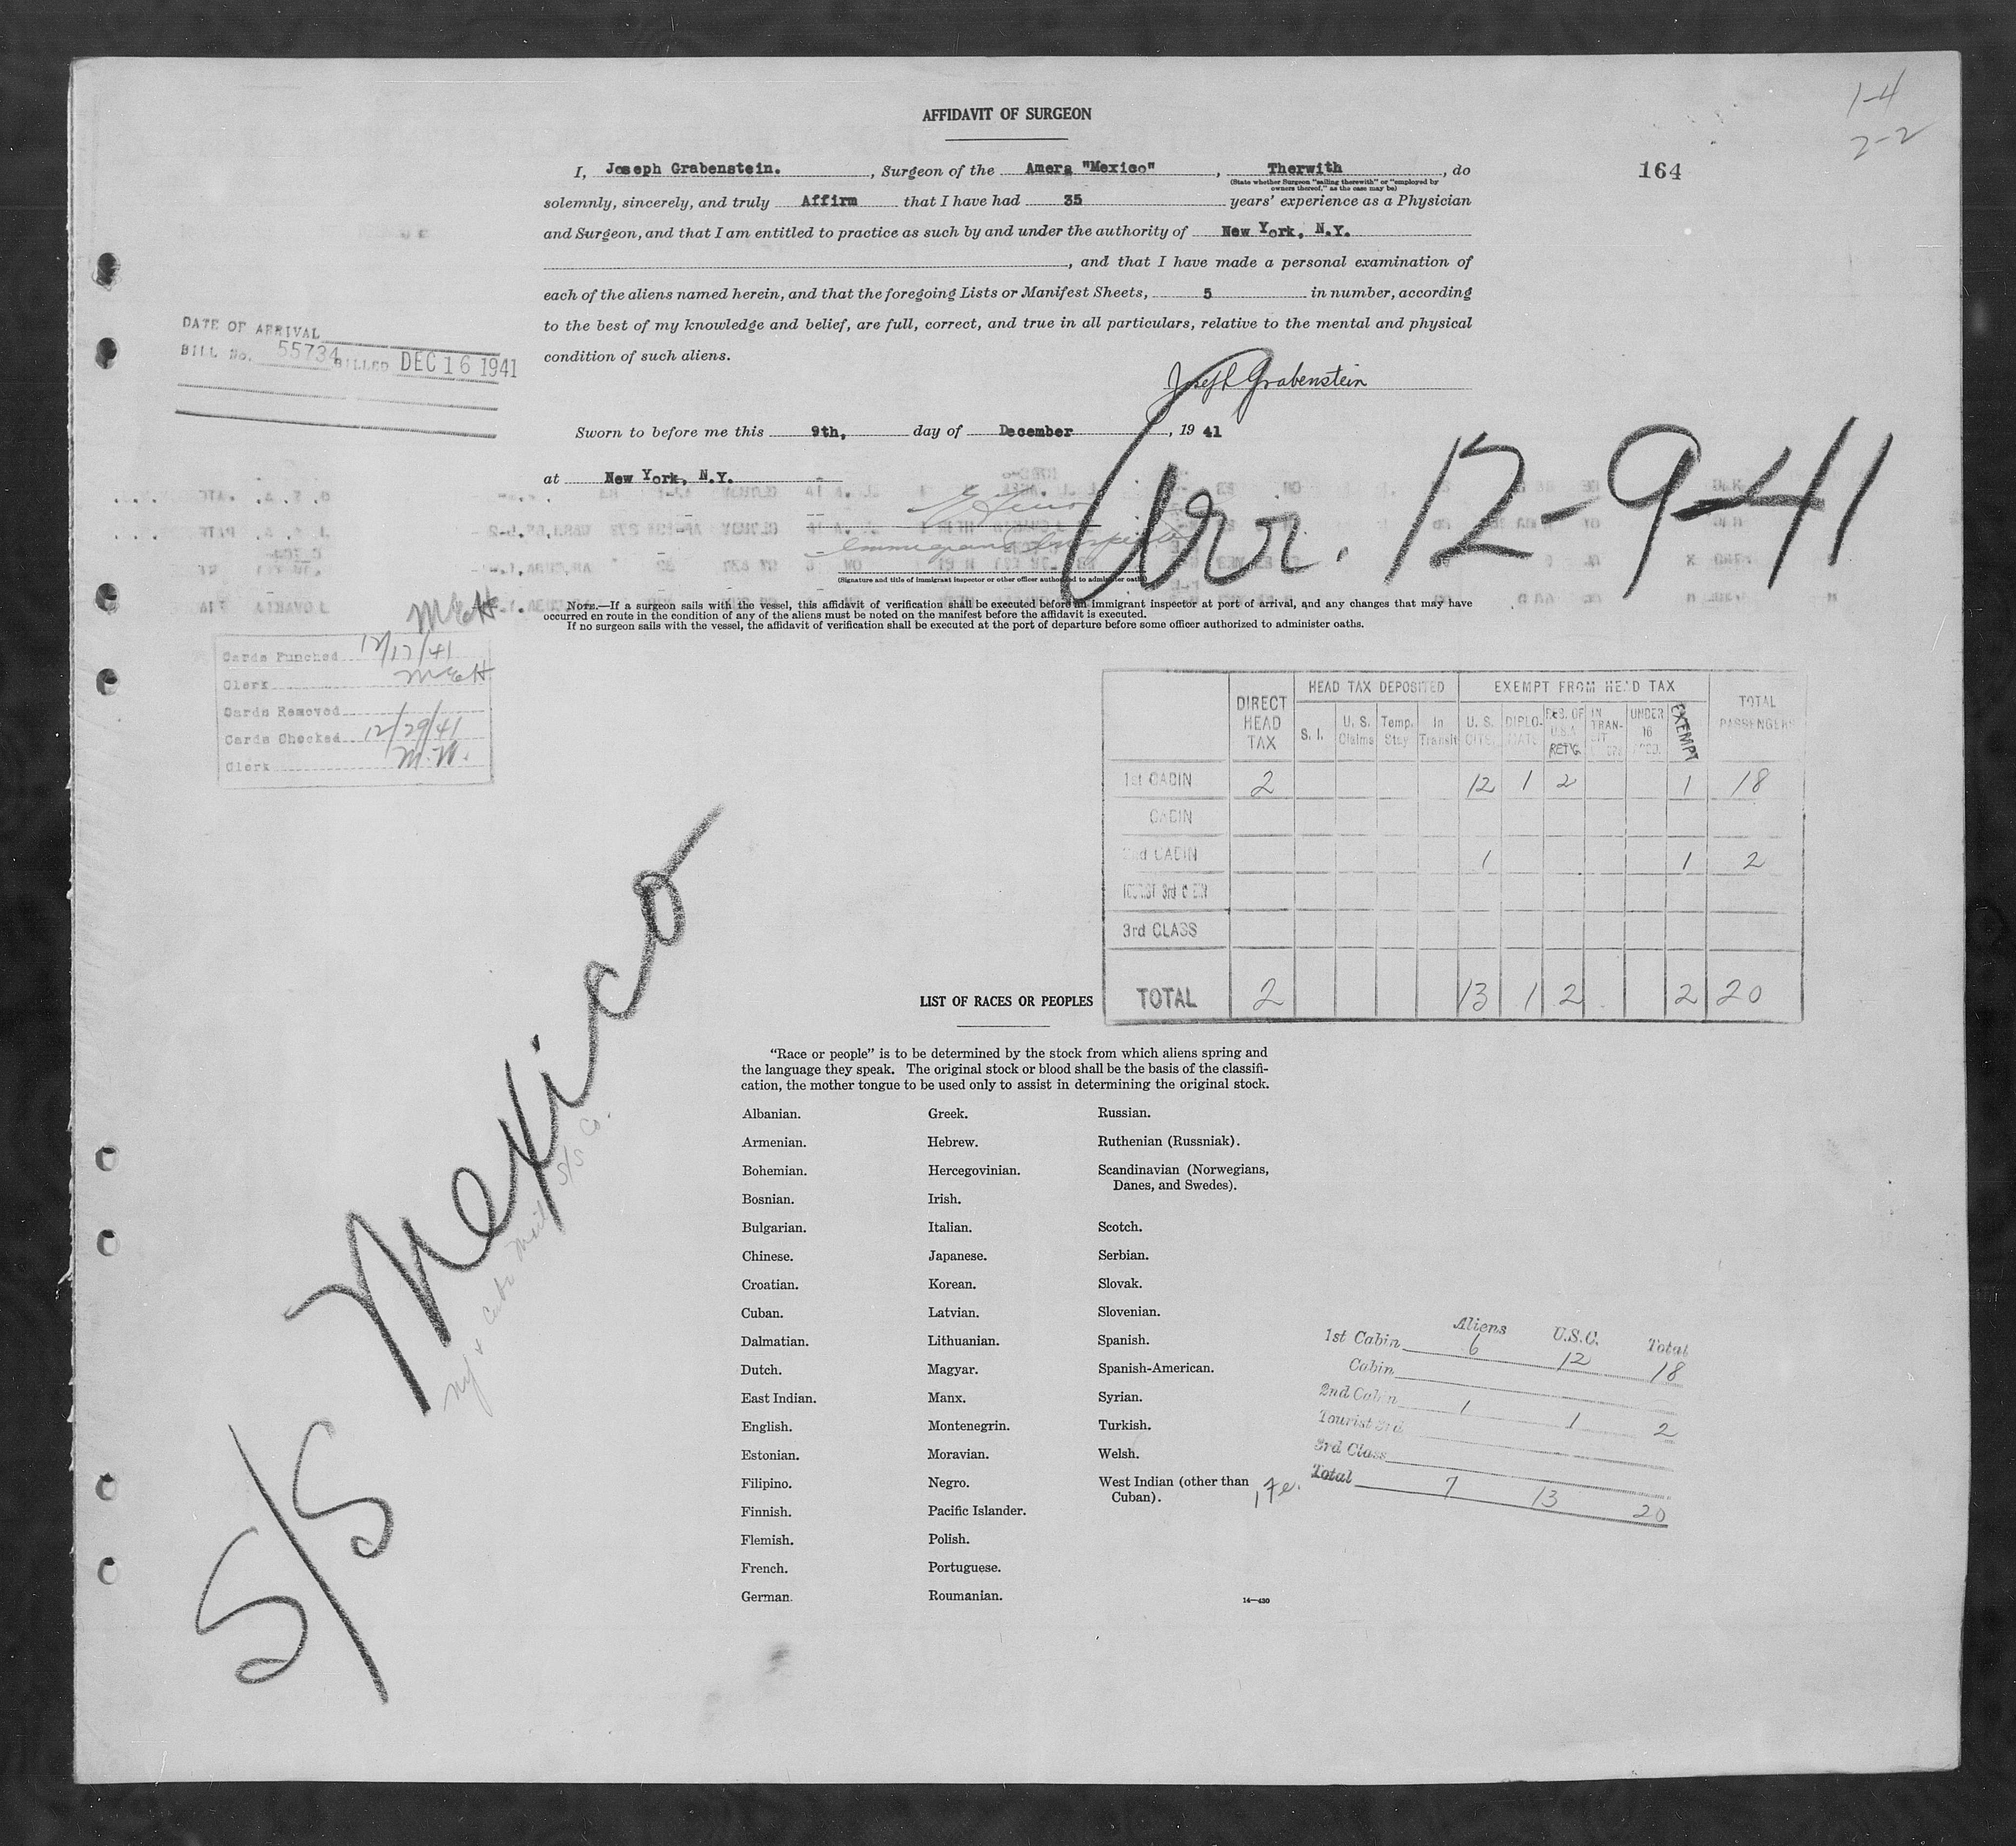 1-4
2-2
164
AFFIDAVIT OF SURGEON
I, Joseph Grabenstein. , Surgeon of the Amers "Mexico" , Therwith , do
(State whether Surgeon "sailing therewith" or "employed by
owners thereof," as the case may be)
solemnly, sincerely, and truly Affirm that I have had 35 years' experience as a Physician
and Surgeon, and that I am entitled to practice as such by and under the authority of New York, N.Y.
, and that I have made a personal examination of
each of the aliens named herein, and that the foregoing Lists or Manifest Sheets, 5 in number, according
to the best of my knowledge and belief, are full, correct, and true in all particulars, relative to the mental and physical
condition of such aliens.
DATE OF ARRIVAL
BILL No. 55734 BILLED DEC 16 1941
Joseph Grabenstein
Sworn to before me this 9th, day of December , 19 41
at New York, N.Y.
Arr. 12-9-41
Immigrant Inspector
(Signature and title of immigrant inspector or other officer authorized to administer oaths)
NOTE.—If a surgeon sails with the vessel, this affidavit of verification shall be executed before an immigrant inspector at port of arrival, and any changes that may have
occurred en route in the condition of any of the aliens must be noted on the manifest before the affidavit is executed.
If no surgeon sails with the vessel, the affidavit of verification shall be executed at the port of departure before some officer authorized to administer oaths.
MEH
Cards Punched 12/17/41
Clerk MEH
Cards Removed
Cards Checked 12/29/41
Clerk M.W.
DIRECT HEAD TAX HEAD TAX DEPOSITED EXEMPT FROM HEAD TAX TOTAL PASSENGERS
S. I. U. S. Claims Temp. Stay In Transit U. S. CITS. DIPLO-MATS RES. OF U.S.A. RET'G. IN TRAN-SIT UNDER 16 EXEMPT
1st CABIN 2 12 1 2 1 18
CABIN
2nd CABIN 1 1 2
TOURIST 3rd CABIN
3rd CLASS
TOTAL 2 13 1 2 2 20
S/S Mexico
NY & Cuba Mail S/S Co.
LIST OF RACES OR PEOPLES
"Race or people" is to be determined by the stock from which aliens spring and
the language they speak. The original stock or blood shall be the basis of the classifi-
cation, the mother tongue to be used only to assist in determining the original stock.
Albanian. Greek. Russian.
Armenian. Hebrew. Ruthenian (Russniak).
Bohemian. Hercegovinian. Scandinavian (Norwegians,
Danes, and Swedes).
Bosnian. Irish.
Bulgarian. Italian. Scotch.
Chinese. Japanese. Serbian.
Croatian. Korean. Slovak.
Cuban. Latvian. Slovenian.
Dalmatian. Lithuanian. Spanish.
Dutch. Magyar. Spanish-American.
East Indian. Manx. Syrian.
English. Montenegrin. Turkish.
Estonian. Moravian. Welsh.
Filipino. Negro. West Indian (other than
Cuban).
Finnish. Pacific Islander.
Flemish. Polish.
French. Portuguese.
German. Roumanian.
14—430
Aliens U.S.C. Total
1st Cabin 6 12 18
Cabin
2nd Cabin 1 1 2
Tourist 3rd
3rd Class
Total 7 13 20